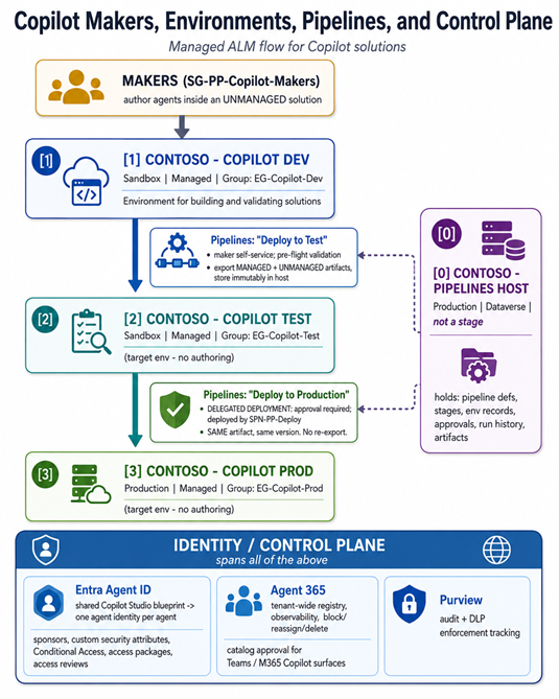 Copilot Makers, Environments, Pipelines, and Control Plane
Managed ALM flow for Copilot solutions
MAKERS (SG-PP-Copilot-Makers)
author agents inside an UNMANAGED solution
[1]
[1] CONTOSO - COPILOT DEV
Sandbox | Managed | Group: EG-Copilot-Dev
Environment for building and validating solutions
Pipelines: "Deploy to Test"
• maker self-service; pre-flight validation
• export MANAGED + UNMANAGED artifacts,
store immutably in host
[0]
[0] CONTOSO -
PIPELINES HOST
Production | Dataverse |
not a stage
holds: pipeline defs,
stages, env records,
approvals, run history,
artifacts
[2]
[2] CONTOSO - COPILOT TEST
Sandbox | Managed | Group: EG-Copilot-Test
(target env - no authoring)
Pipelines: "Deploy to Production"
• DELEGATED DEPLOYMENT: approval required;
deployed by SPN-PP-Deploy
• SAME artifact, same version. No re-export.
[3]
[3] CONTOSO - COPILOT PROD
Production | Managed | Group: EG-Copilot-Prod
(target env - no authoring)
IDENTITY / CONTROL PLANE
spans all of the above
Entra Agent ID
shared Copilot Studio blueprint ->
one agent identity per agent
sponsors, custom security attributes,
Conditional Access, access packages,
access reviews
Agent 365
tenant-wide registry,
observability, block/
reassign/delete
catalog approval for
Teams / M365 Copilot surfaces
Purview
audit + DLP
enforcement tracking